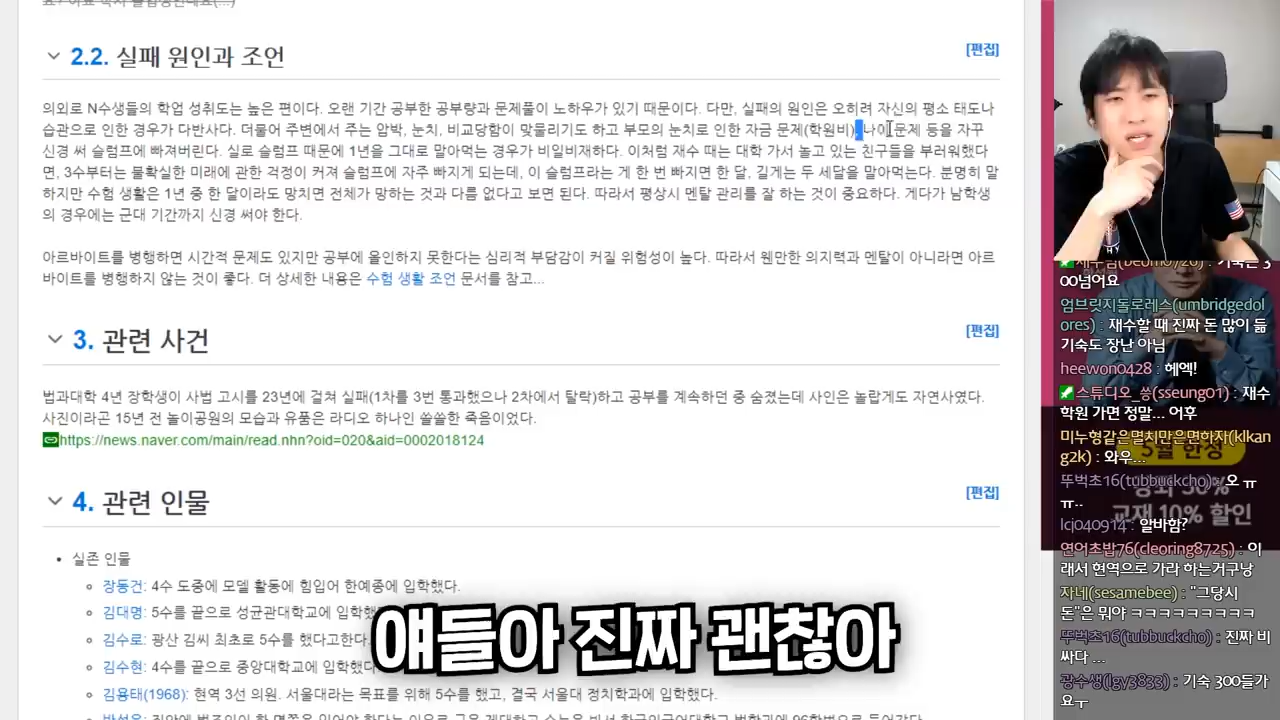 2.2. 실패 원인과 조언
[편집]
의외로 N수생들의 학업 성취도는 높은 편이다. 오랜 기간 공부한 공부량과 문제풀이 노하우가 있기 때문이다. 다만, 실패의 원인은 오히려 자신의 평소 태도나
습관으로 인한 경우가 다반사다. 더불어 주변에서 주는 압박, 눈치, 비교당함이 맞물리기도 하고 부모의 눈치로 인한 자금 문제(학원비), 나이문제 등을 자꾸
신경 써 슬럼프에 빠져버린다. 실로 슬럼프 때문에 1년을 그대로 말아먹는 경우가 비일비재하다. 이처럼 재수 때는 대학 가서 놀고 있는 친구들을 부러워했다
면, 3수부터는 불확실한 미래에 관한 걱정이 커져 슬럼프에 자주 빠지게 되는데, 이 슬럼프라는 게 한 번 빠지면 한 달, 길게는 두 세달을 말아먹는다. 분명히 말
하지만 수험 생활은 1년 중 한 달이라도 망치면 전체가 망하는 것과 다름 없다고 보면 된다. 따라서 평상시 멘탈 관리를 잘 하는 것이 중요하다. 게다가 남학생
의 경우에는 군대 기간까지 신경 써야 한다.
아르바이트를 병행하면 시간적 문제도 있지만 공부에 올인하지 못한다는 심리적 부담감이 커질 위험성이 높다. 따라서 웬만한 의지력과 멘탈이 아니라면 아르
바이트를 병행하지 않는 것이 좋다. 더 상세한 내용은 수험 생활 조언 문서를 참고...
3. 관련 사건
[편집]
법과대학 4년 장학생이 사법 고시를 23년에 걸쳐 실패(1차를 3번 통과했으나 2차에서 탈락)하고 공부를 계속하던 중 숨졌는데 사인은 놀랍게도 자연사였다.
사진이라곤 15년 전 놀이공원의 모습과 유품은 라디오 하나인 쓸쓸한 죽음이었다.
https://news.naver.com/main/read.nhn?oid=020&aid=0002018124
4. 관련 인물
[편집]
• 실존 인물
장동건: 4수 도중에 모델 활동에 힘입어 한예종에 입학했다.
김대명: 5수를 끝으로 성균관대학교에 입학
김수로: 광산 김씨 최초로 5수를 했다고한다.
김수현: 4수를 끝으로 중앙대학교에 입학했다
김용태(1968): 현역 3선 의원. 서울대라는 목표를 위해 5수를 했고, 결국 서울대 정치학과에 입학했다.
얘들아 진짜 괜찮아
00넘어요
엄브릿지돌로레스(umbridgedol
ores) : 재수할 때 진짜 돈 많이 듦
기숙도 장난 아님
heewon0428 : 헤엑!
스튜디오_쏭(sseung01) : 재수
학원 가면 정말... 어후
미누형같은멸치만은면하자(klkan
g2k) : 와우...
뚜벅초16(tubbuckcho) : 오 ㅠ
ㅠ..
lcj040914 : 알바함?
연어초밥76(cleoring8725) : 이
래서 현역으로 가라 하는거구낭
자네(sesamebee) : "그당시
돈"은 뭐야 ㅋㅋㅋㅋㅋㅋㅋㅋㅋ
뚜벅초16(tubbuckcho) : 진짜 비
싸다 ...
광수생(lgy3833) : 기숙 300들가
요ㅜ
5월 한정
교재 10% 할인